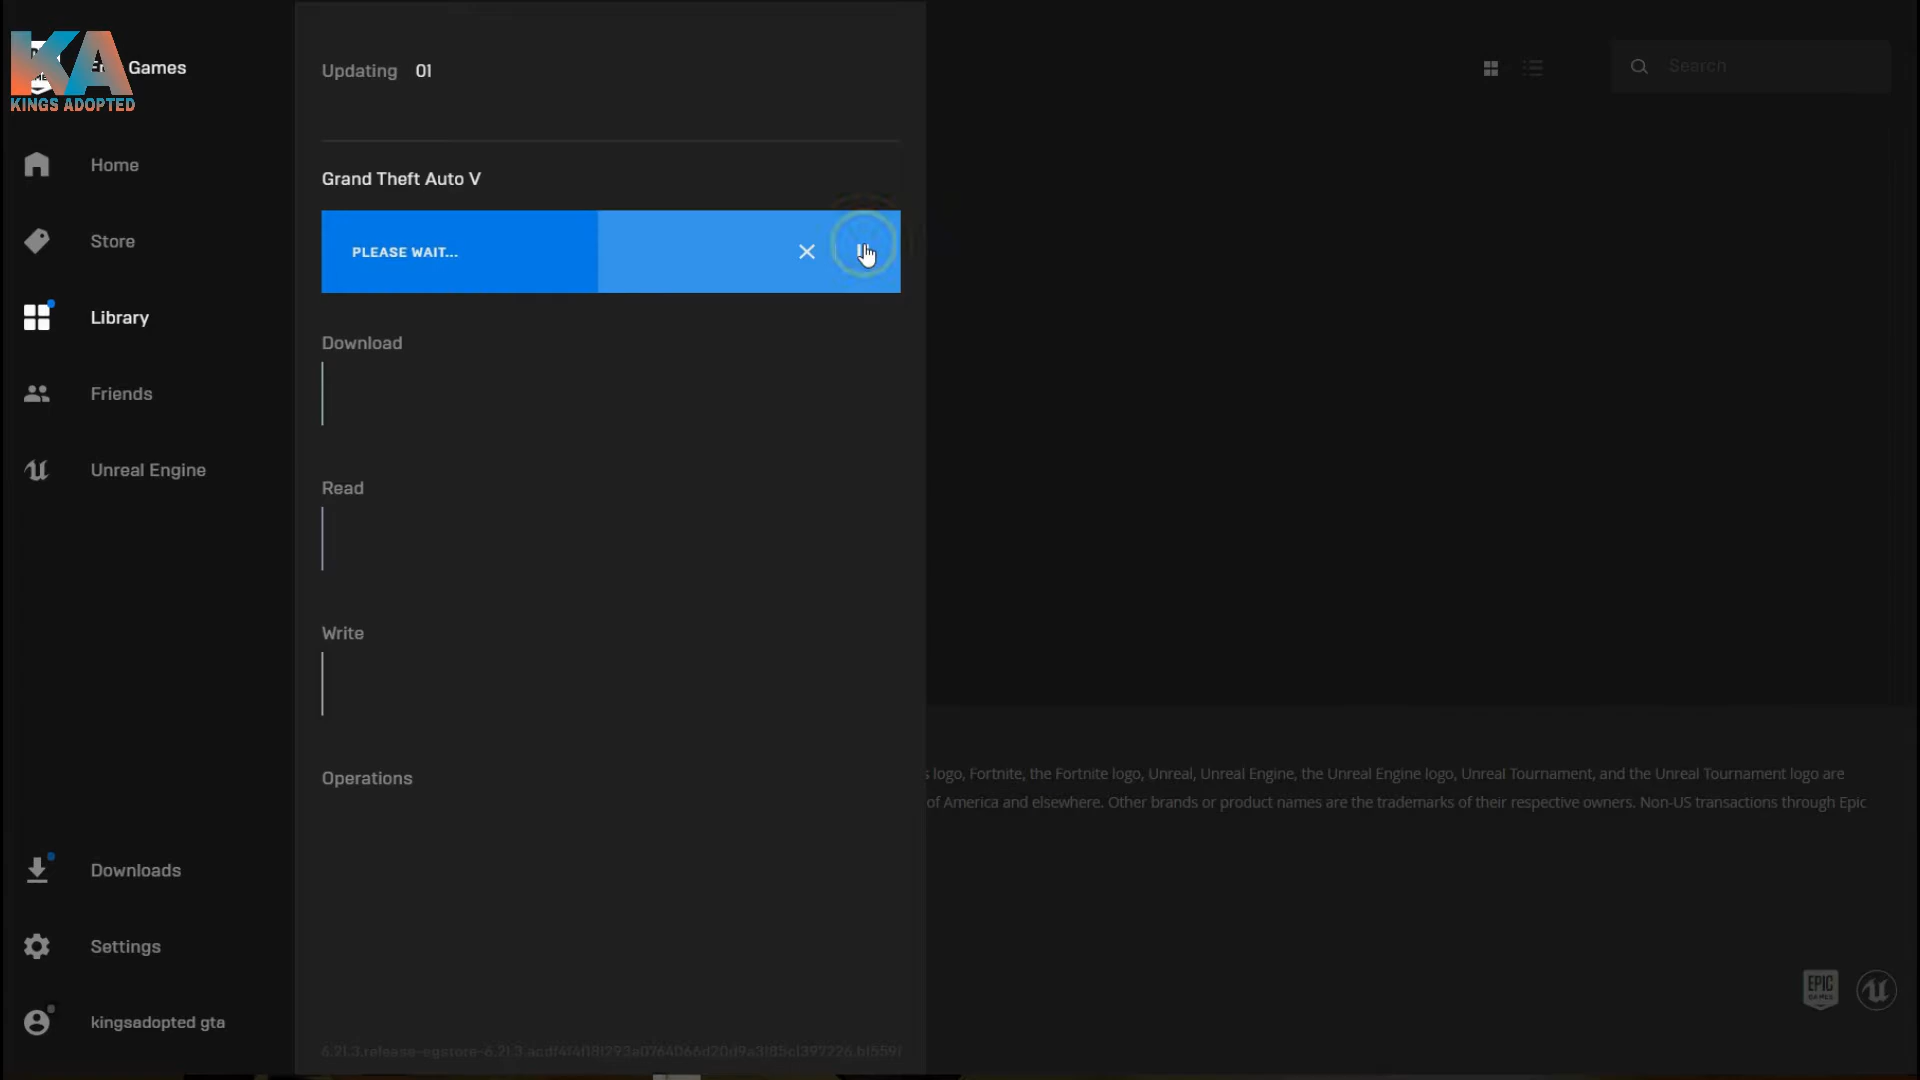 KA
KINGS ADOPTED
Games
Home
Store
Library
Friends
Unreal Engine
Downloads
Settings
kingsadopted gta
Updating 01
Grand Theft Auto V
PLEASE WAIT...
Download
Read
Write
Operations
Search
s logo, Fortnite, the Fortnite logo, Unreal, Unreal Engine, the Unreal Engine logo, Unreal Tournament, and the Unreal Tournament logo are
of America and elsewhere. Other brands or product names are the trademarks of their respective owners. Non-US transactions through Epic
EPIC
GAMES